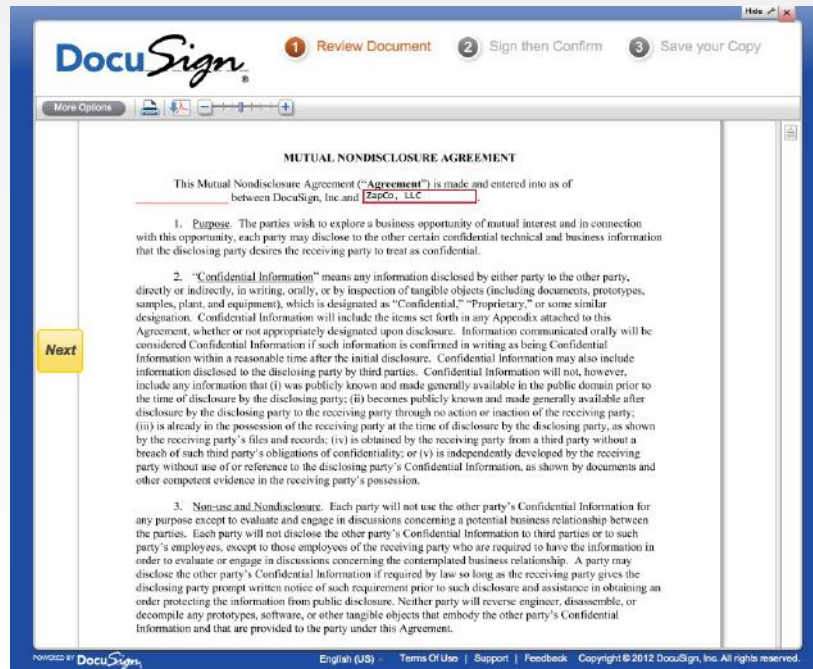 Hide
DocuSign®
1 Review Document 2 Sign then Confirm 3 Save your Copy
More Options
MUTUAL NONDISCLOSURE AGREEMENT
This Mutual Nondisclosure Agreement (“Agreement”) is made and entered into as of
between DocuSign, Inc.and ZapCo, LLC
1. Purpose. The parties wish to explore a business opportunity of mutual interest and in connection
with this opportunity, each party may disclose to the other certain confidential technical and business information
that the disclosing party desires the receiving party to treat as confidential.
2. “Confidential Information” means any information disclosed by either party to the other party,
directly or indirectly, in writing, orally, or by inspection of tangible objects (including documents, prototypes,
samples, plant, and equipment), which is designated as “Confidential,” “Proprietary,” or some similar
designation. Confidential Information will include the items set forth in any Appendix attached to this
Agreement, whether or not appropriately designated upon disclosure. Information communicated orally will be
considered Confidential Information if such information is confirmed in writing as being Confidential
Information within a reasonable time after the initial disclosure. Confidential Information may also include
information disclosed to the disclosing party by third parties. Confidential Information will not, however,
include any information that (i) was publicly known and made generally available in the public domain prior to
the time of disclosure by the disclosing party; (ii) becomes publicly known and made generally available after
disclosure by the disclosing party to the receiving party through no action or inaction of the receiving party;
(iii) is already in the possession of the receiving party at the time of disclosure by the disclosing party, as shown
by the receiving party’s files and records; (iv) is obtained by the receiving party from a third party without a
breach of such third party’s obligations of confidentiality; or (v) is independently developed by the receiving
party without use of or reference to the disclosing party’s Confidential Information, as shown by documents and
other competent evidence in the receiving party’s possession.
Next
3. Non-use and Nondisclosure. Each party will not use the other party’s Confidential Information for
any purpose except to evaluate and engage in discussions concerning a potential business relationship between
the parties. Each party will not disclose the other party’s Confidential Information to third parties or to such
party’s employees, except to those employees of the receiving party who are required to have the information in
order to evaluate or engage in discussions concerning the contemplated business relationship. A party may
disclose the other party’s Confidential Information if required by law so long as the receiving party gives the
disclosing party prompt written notice of such requirement prior to such disclosure and assistance in obtaining an
order protecting the information from public disclosure. Neither party will reverse engineer, disassemble, or
decompile any prototypes, software, or other tangible objects that embody the other party’s Confidential
Information and that are provided to the party under this Agreement.
POWERED BY DocuSign English (US) Terms Of Use | Support | Feedback Copyright © 2012 DocuSign, Inc. All rights reserved.